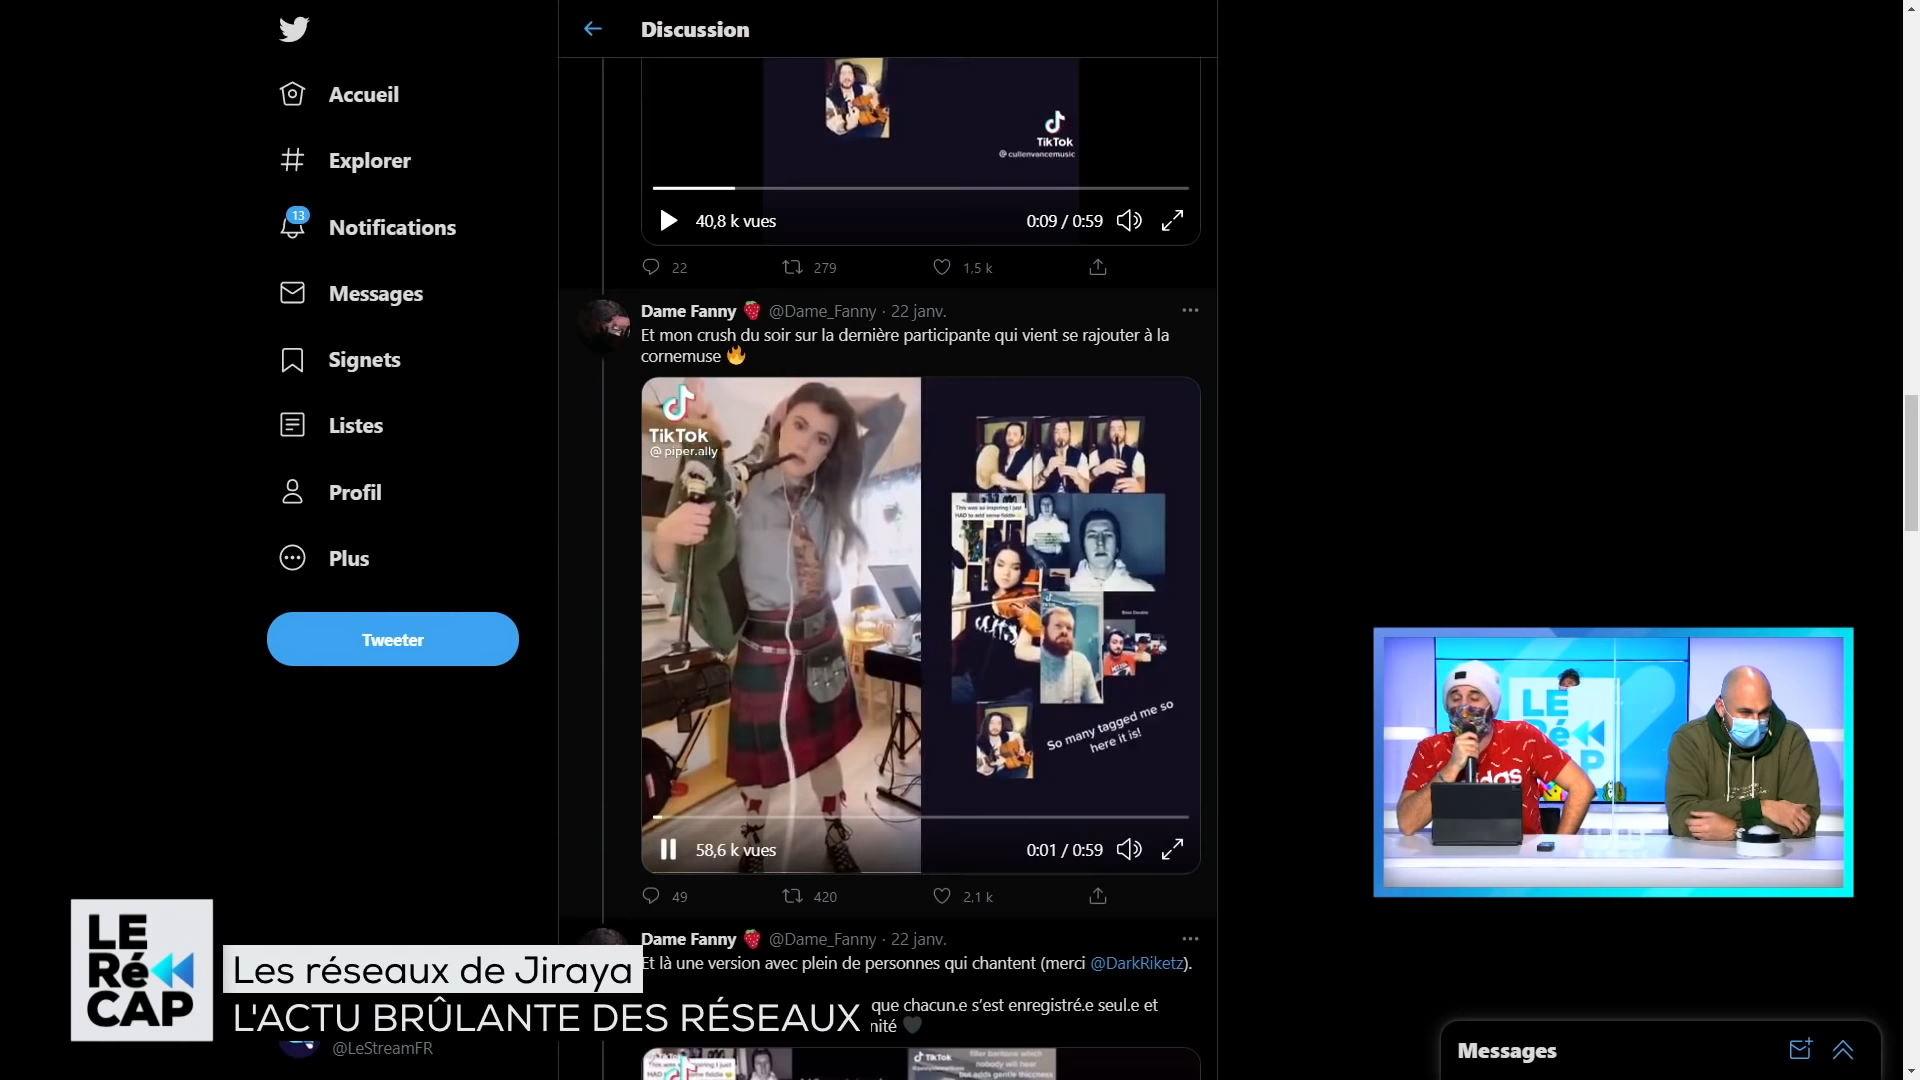 Accueil
Explorer
13
Notifications
Messages
Signets
Listes
Profil
Plus
Tweeter
@LeStreamFR
Discussion
TikTok
@cullenvancemusic
40,8 k vues
0:09 / 0:59
22
279
1,5 k
Dame Fanny @Dame_Fanny · 22 janv.
Et mon crush du soir sur la dernière participante qui vient se rajouter à la
cornemuse
TikTok
@piper.ally
This was so inspiring I just
HAD to add some fiddle
So many tagged me so
here it is!
58,6 k vues
0:01 / 0:59
49
420
2,1 k
Dame Fanny @Dame_Fanny · 22 janv.
Et là une version avec plein de personnes qui chantent (merci @DarkRiketz).
que chacun.e s'est enregistré.e seul.e et
nité
TikTok
LE
RéCAP
Les réseaux de Jiraya
L'ACTU BRÛLANTE DES RÉSEAUX
Messages